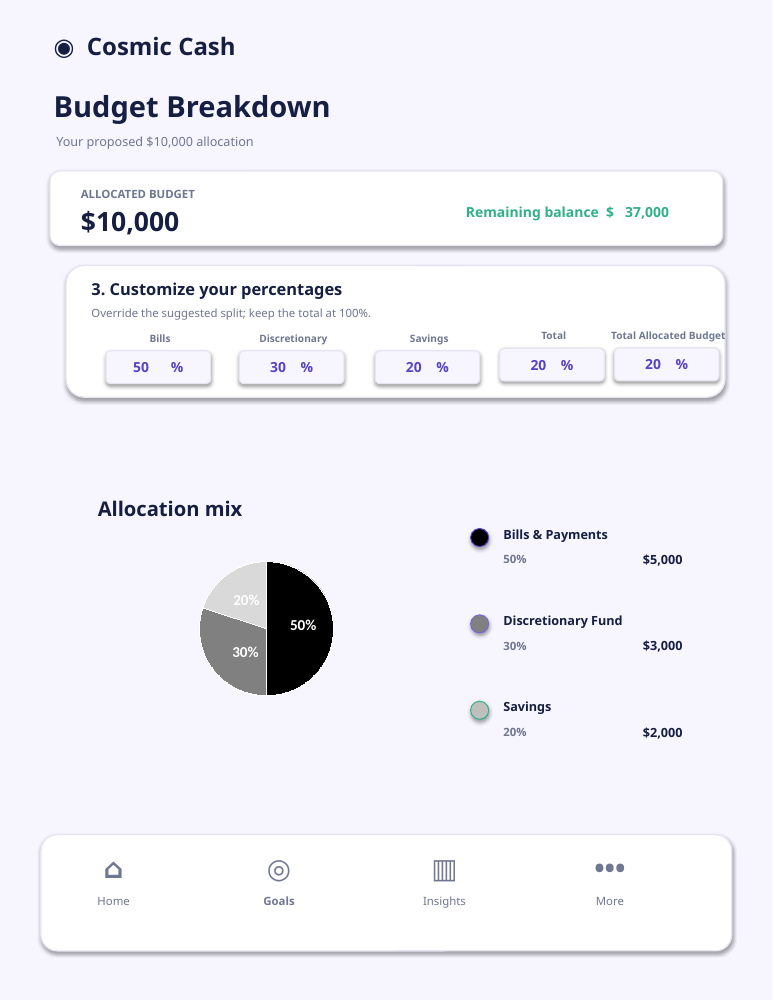 Cosmic Cash
Budget Breakdown
Your proposed $10,000 allocation
ALLOCATED BUDGET
$10,000
Remaining balance $ 37,000
3. Customize your percentages
Override the suggested split; keep the total at 100%.
Bills Discretionary Savings Total Total Allocated Budget
50 % 30 % 20 % 20 % 20 %
Allocation mix
20%
50%
30%
Bills & Payments
50% $5,000
Discretionary Fund
30% $3,000
Savings
20% $2,000
Home Goals Insights More